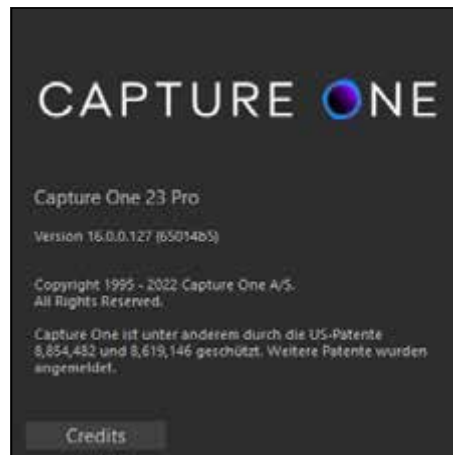 CAPTURE ONE
Capture One 23 Pro
Version 16.0.0.127 (65014b5)
Copyright 1995 - 2022 Capture One A/S.
All Rights Reserved.
Capture One ist unter anderem durch die US-Patente
8,854,482 und 8,619,146 geschützt. Weitere Patente wurden
angemeldet.
Credits